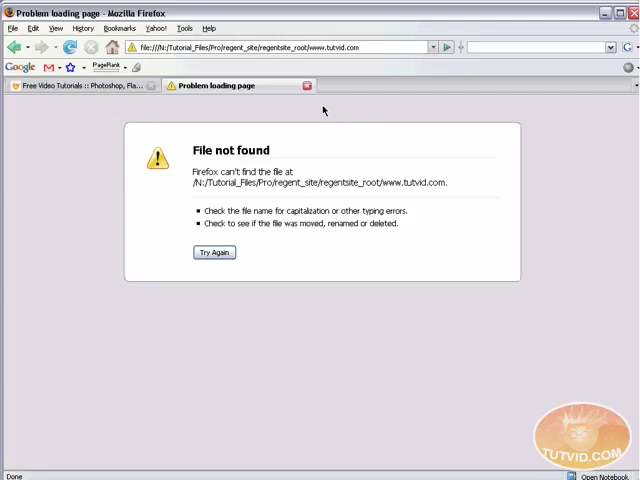 Problem loading page - Mozilla Firefox
File Edit View History Bookmarks Yahoo! Tools Help
file:///N:/Tutorial_Files/Pro/regent_site/regentsite_root/www.tutvid.com
Google PageRank
Free Video Tutorials :: Photoshop, Fla...
Problem loading page
File not found
Firefox can't find the file at
/N:/Tutorial_Files/Pro/regent_site/regentsite_root/www.tutvid.com.
Check the file name for capitalization or other typing errors.
Check to see if the file was moved, renamed or deleted.
Try Again
TUTVID.COM
Done
Open Notebook